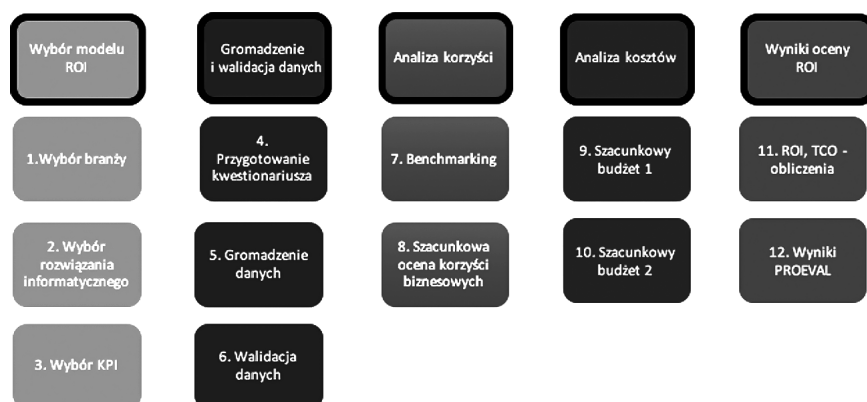 Wybór modelu
ROI
Gromadzenie
i walidacja danych
Analiza korzyści
Analiza kosztów
Wyniki oceny
ROI
1.Wybór branży
4.
Przygotowanie
kwestionariusza
7. Benchmarking
9. Szacunkowy
budżet 1
11. ROI, TCO -
obliczenia
2. Wybór
rozwiązania
informatycznego
5. Gromadzenie
danych
8. Szacunkowa
ocena korzyści
biznesowych
10. Szacunkowy
budżet 2
12. Wyniki
PROEVAL
3. Wybór KPI
6. Walidacja
danych